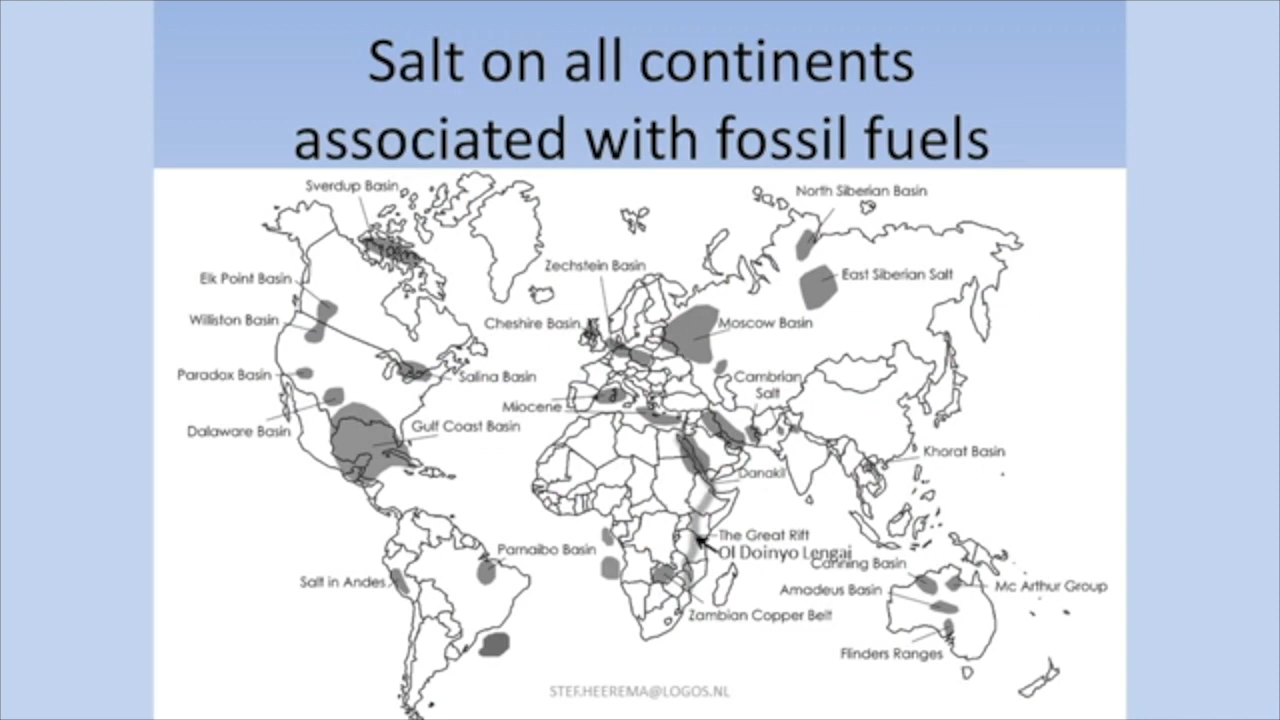 Salt on all continents
associated with fossil fuels
Sverdup Basin
North Siberian Basin
Zechstein Basin
Elk Point Basin
East Siberian Salt
Williston Basin
Cheshire Basin
Moscow Basin
Paradox Basin
Salina Basin
Cambrian
Salt
Miocene
Dalaware Basin
Gulf Coast Basin
Khorat Basin
Danakil
The Great Rift
Ol Doinyo Lengai
Parnaibo Basin
Canning Basin
Salt in Andes
Amadeus Basin
Mc Arthur Group
Zambian Copper Belt
Flinders Ranges
STEF.HEEREMA@LOGOS.NL